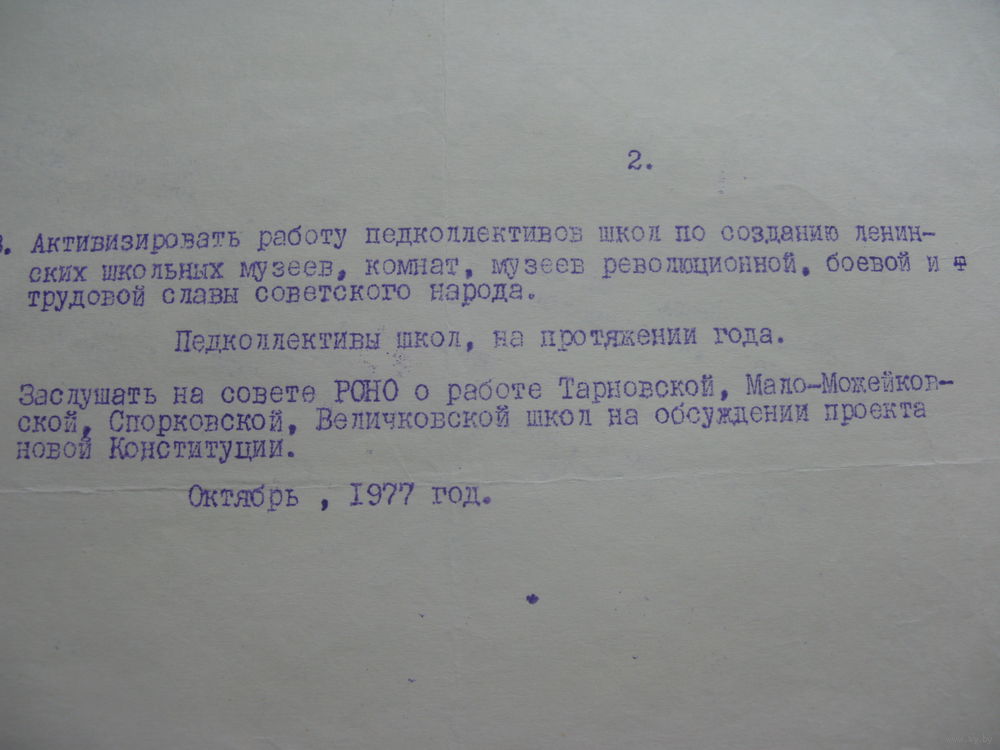 2.
3. Активизировать работу педколлективов школ по созданию ленин-
ских школьных музеев, комнат, музеев революционной, боевой и т
трудовой славы советского народа.
Педколлективы школ, на протяжении года.
Заслушать на совете РОНО о работе Тарновской, Мало-Можейков-
ской, Спорковской, Величковской школ на обсуждении проекта
новой Конституции.
Октябрь , 1977 год.